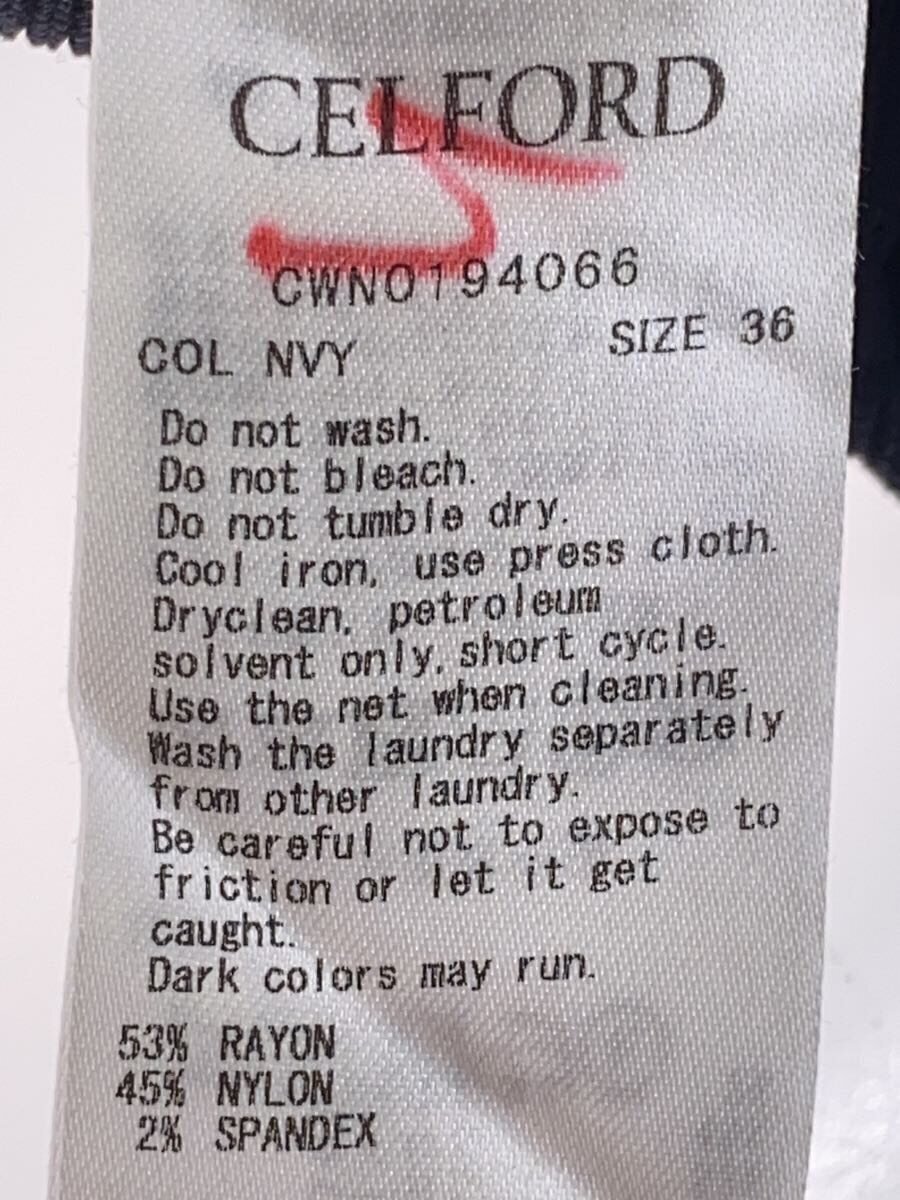 CELFORD
CWNO194066
COL NVY SIZE 36
Do not wash.
Do not bleach.
Do not tumble dry.
Cool iron, use press cloth.
Dryclean, petroleum
solvent only, short cycle.
Use the net when cleaning.
Wash the laundry separately
from other laundry.
Be careful not to expose to
friction or let it get
caught.
Dark colors may run.
53% RAYON
45% NYLON
2% SPANDEX